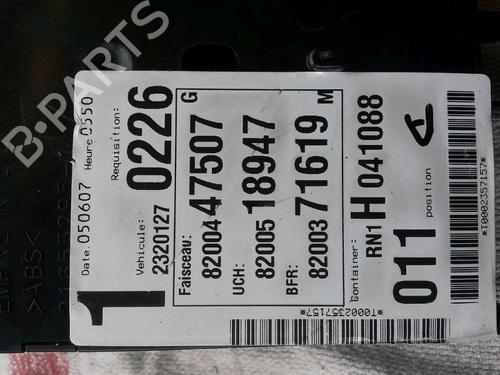 Date: 050607 Heure 0550
1
Vehicule:
2320127
Requisition:
0226
Faisceau:
82004 47507 G
UCH:
82005 18947
BFR:
82003 71619 M
Container:
RN1 H 041088
011
position
*T0002357157*
*T0002357157*
>ABS<
B-PARTS